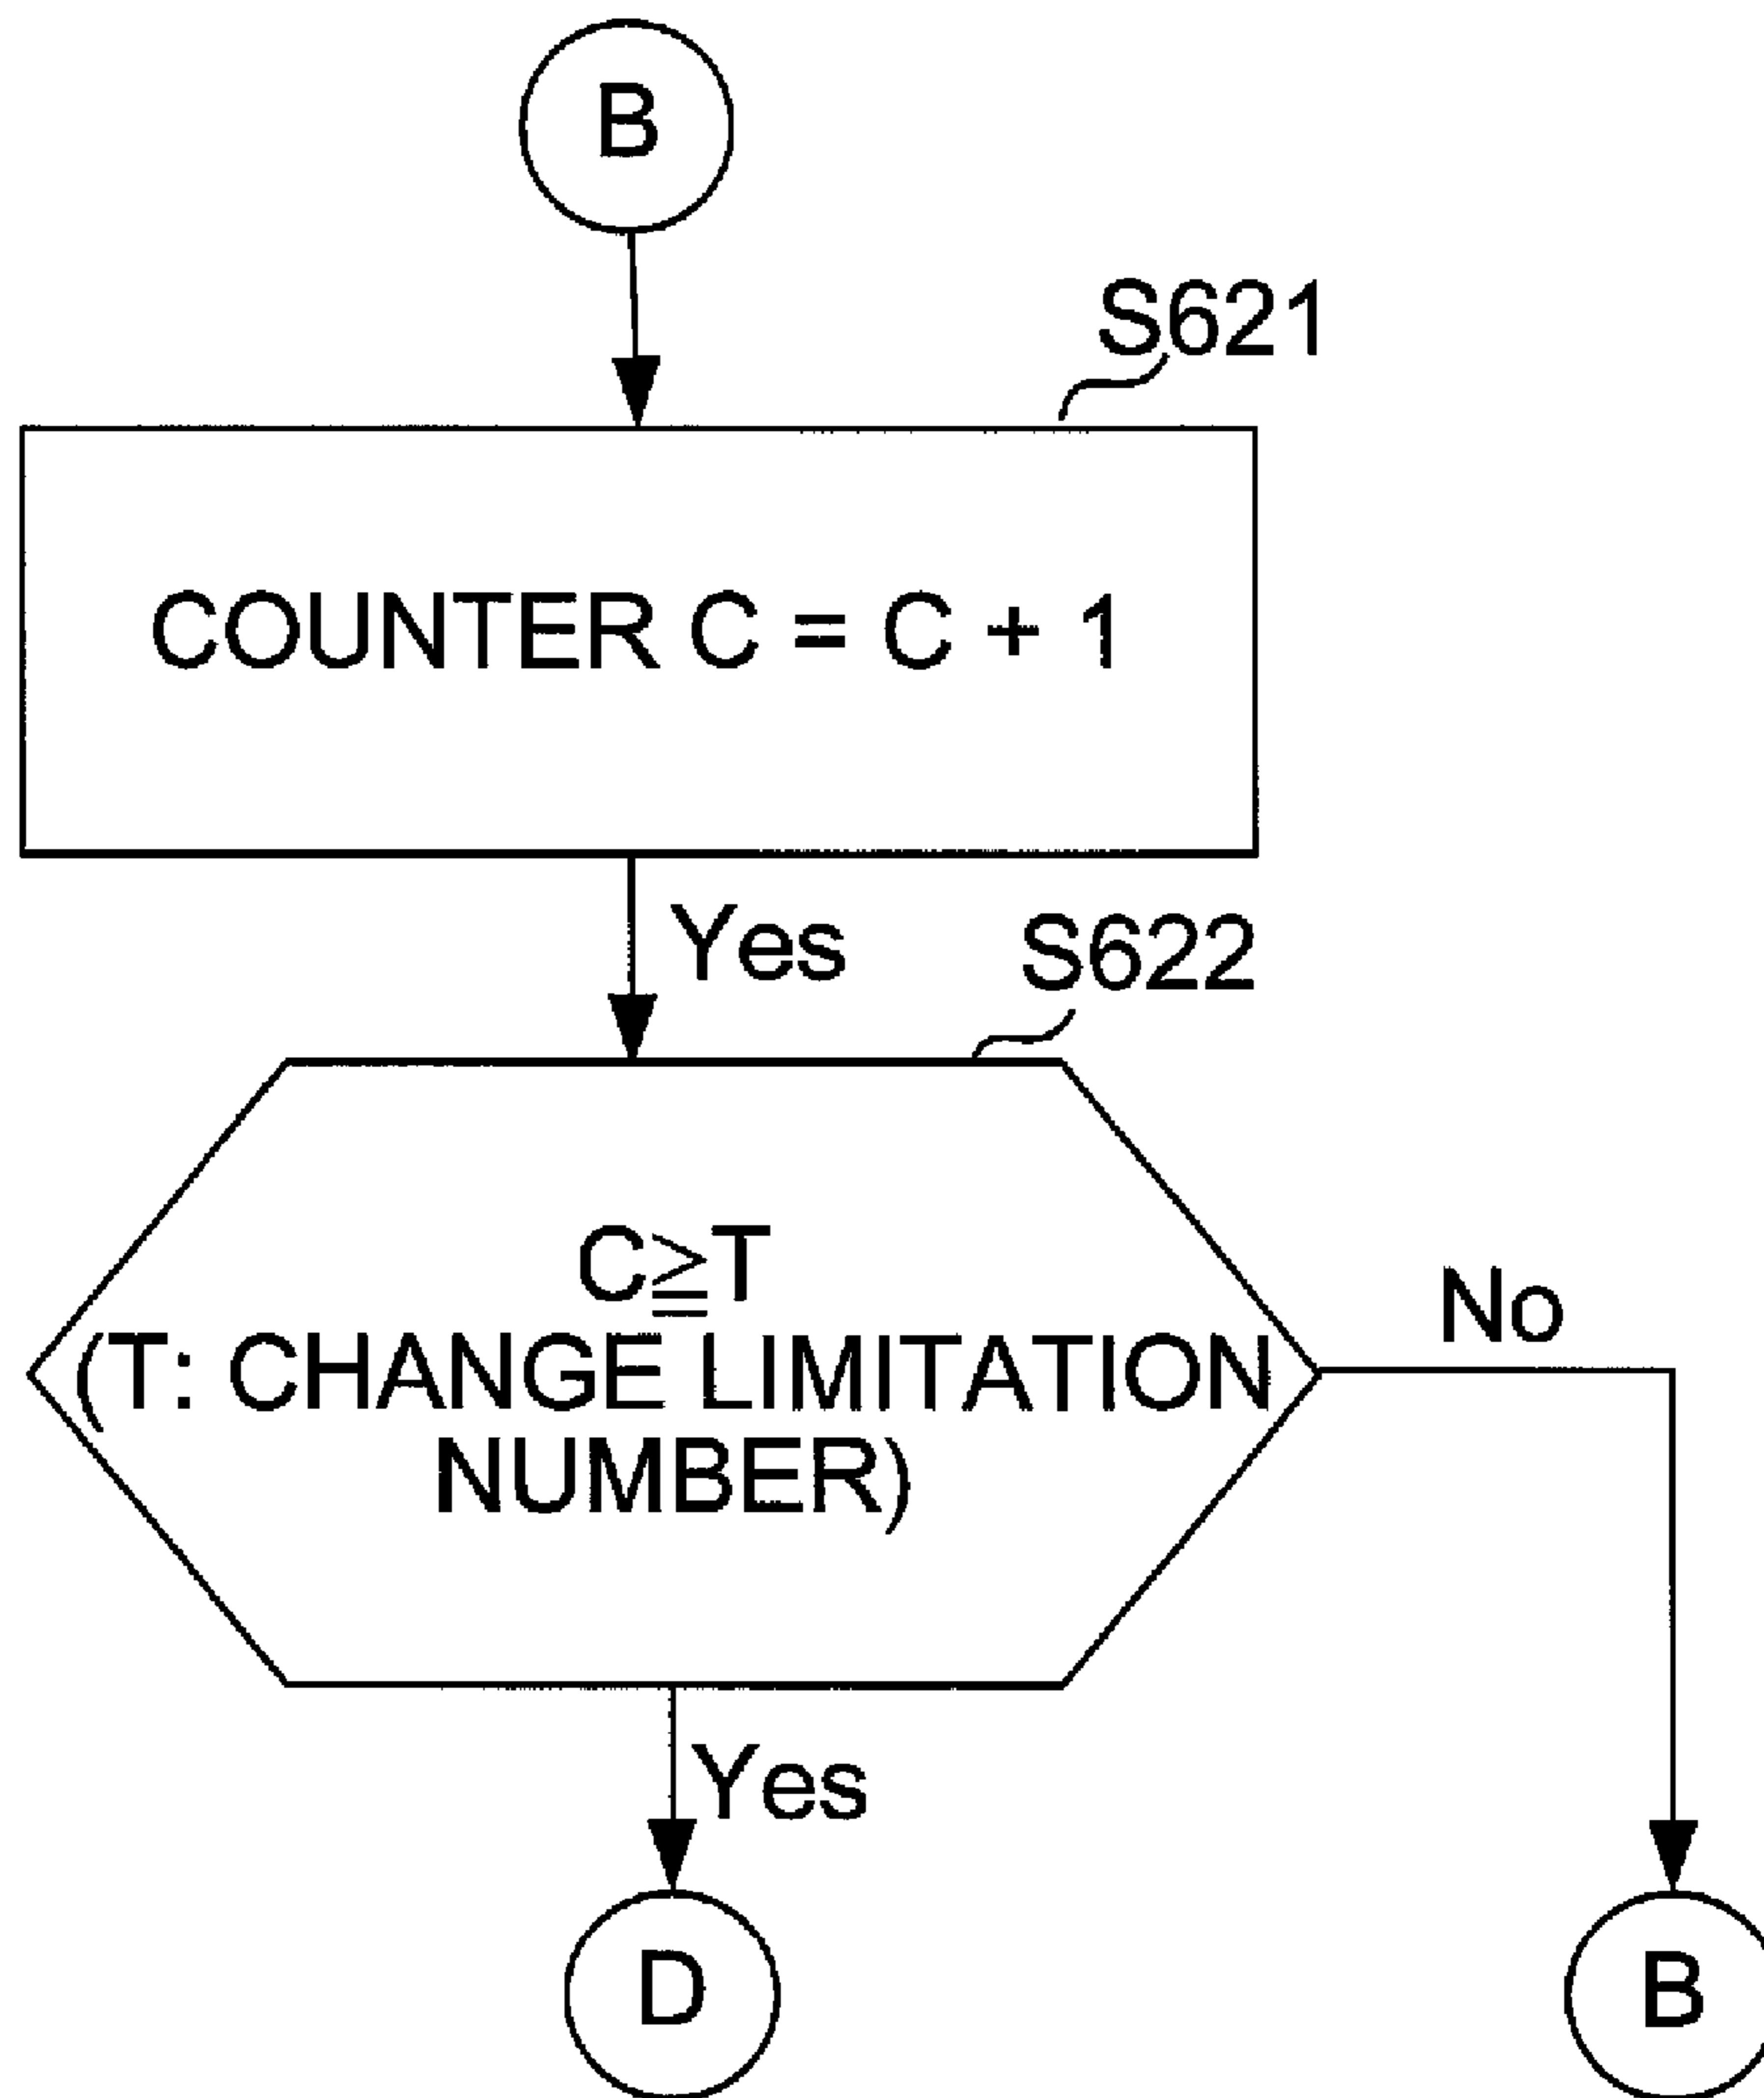 B
S621
COUNTER C = C + 1
Yes
S622
C≧T
(T: CHANGE LIMITATION
NUMBER)
No
Yes
D
B